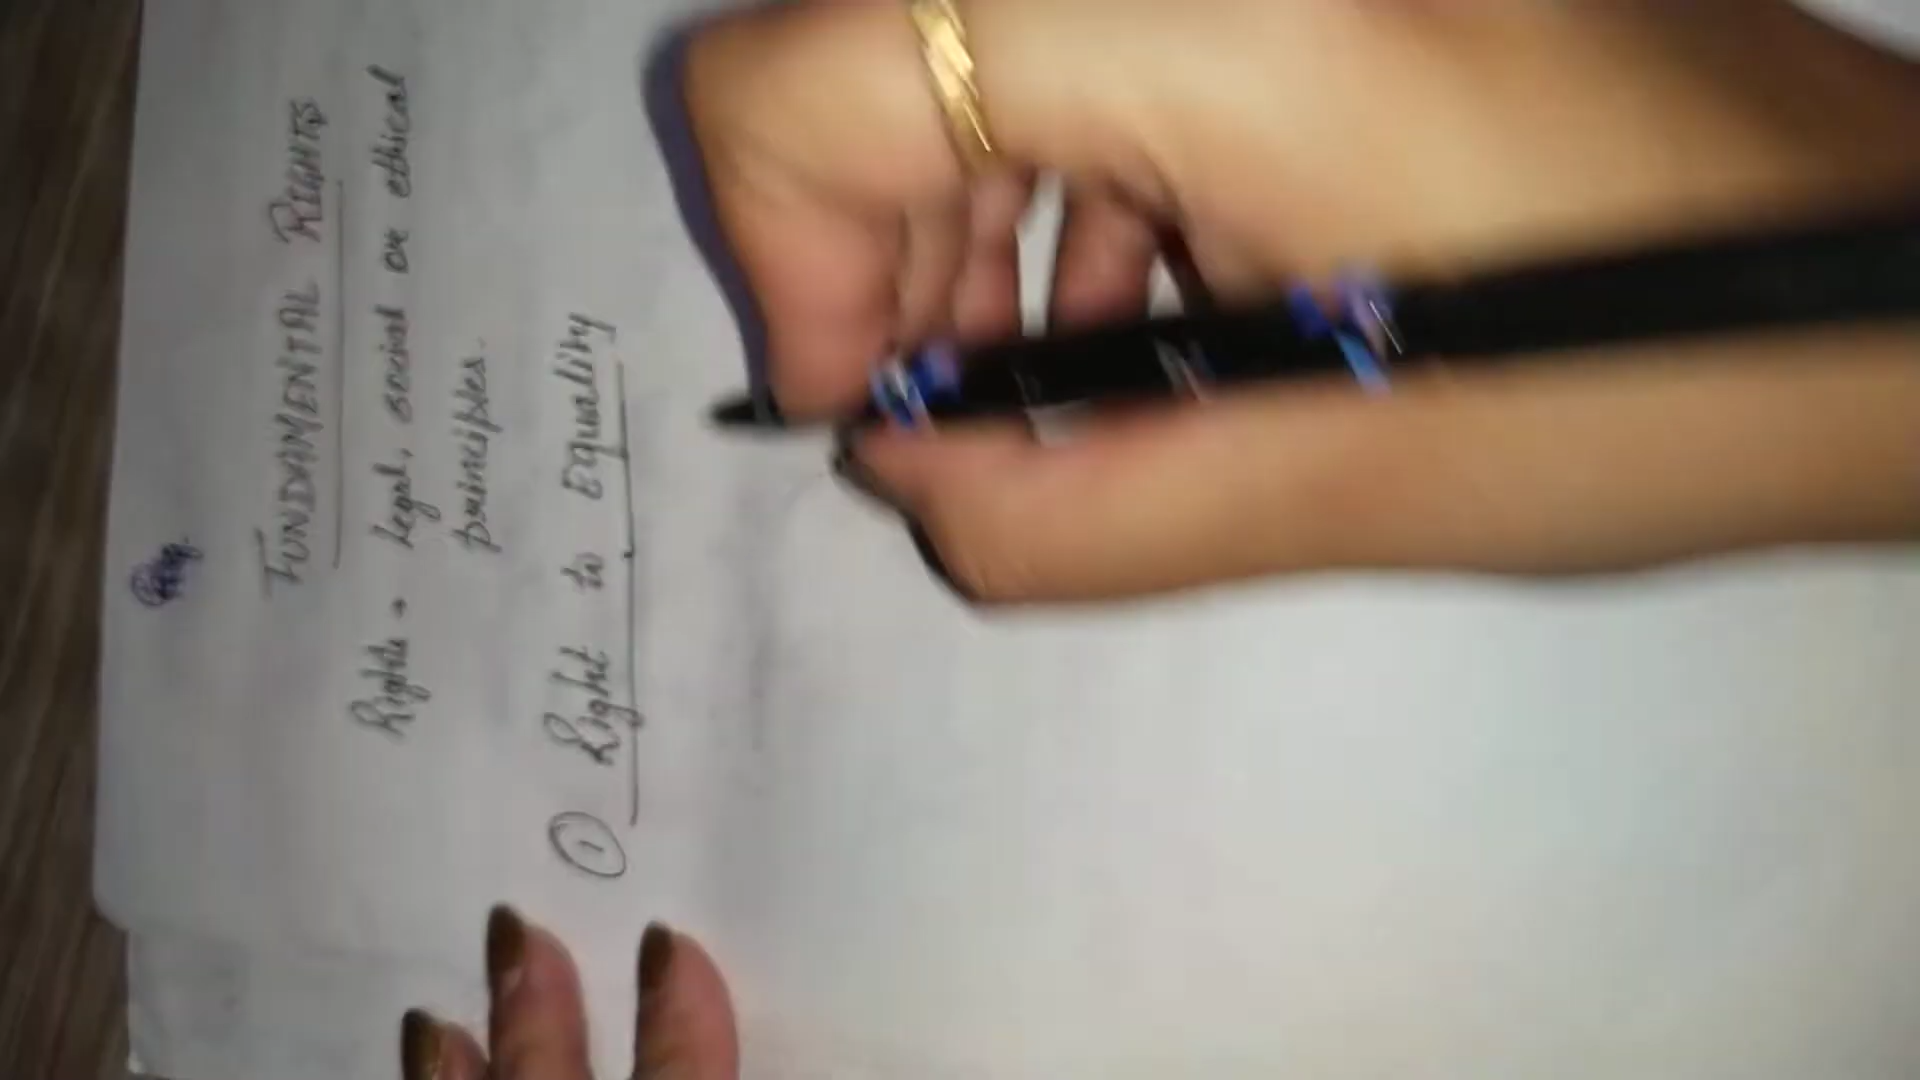 FUNDAMENTAL RIGHTS
Rights → Legal, social or ethical
principles.
① Right to Equality